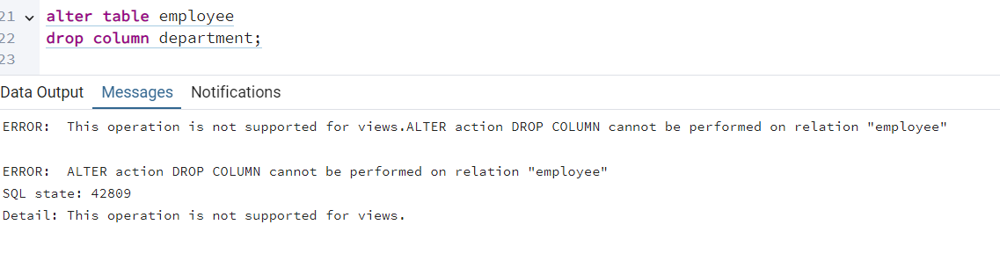 21 alter table employee
22 drop column department;
23
Data Output Messages Notifications
ERROR:  This operation is not supported for views.ALTER action DROP COLUMN cannot be performed on relation "employee"
ERROR:  ALTER action DROP COLUMN cannot be performed on relation "employee"
SQL state: 42809
Detail: This operation is not supported for views.